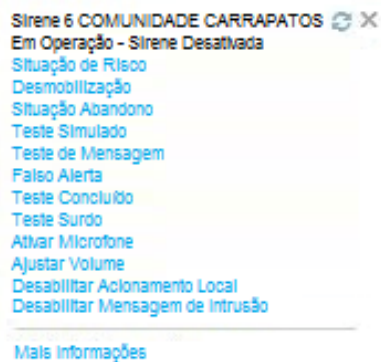 Sirene 6 COMUNIDADE CARRAPATOS
Em Operação - Sirene Desativada
Situação de Risco
Desmobilização
Situação Abandono
Teste Simulado
Teste de Mensagem
Falso Alerta
Teste Concluído
Teste Surdo
Ativar Microfone
Ajustar Volume
Desabilitar Acionamento Local
Desabilitar Mensagem de Intrusão
Mais Informações